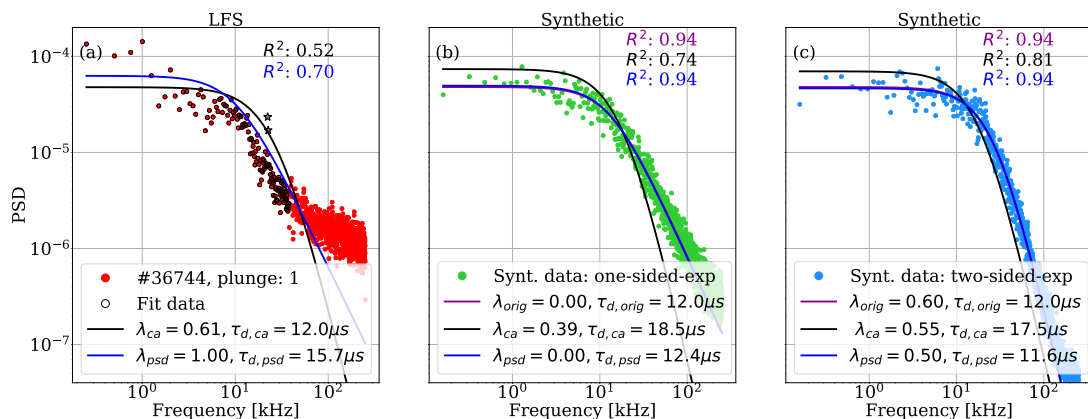 LFS
Synthetic
Synthetic
PSD
10⁻⁴
10⁻⁵
10⁻⁶
10⁻⁷
(a)
R²: 0.52
R²: 0.70
#36744, plunge: 1
Fit data
λca = 0.61, τd,ca = 12.0μs
λpsd = 1.00, τd,psd = 15.7μs
10⁰ 10¹ 10²
Frequency [kHz]
(b)
R²: 0.94
R²: 0.74
R²: 0.94
Synt. data: one-sided-exp
λorig = 0.00, τd,orig = 12.0μs
λca = 0.39, τd,ca = 18.5μs
λpsd = 0.00, τd,psd = 12.4μs
10⁰ 10¹ 10²
Frequency [kHz]
(c)
R²: 0.94
R²: 0.81
R²: 0.94
Synt. data: two-sided-exp
λorig = 0.60, τd,orig = 12.0μs
λca = 0.55, τd,ca = 17.5μs
λpsd = 0.50, τd,psd = 11.6μs
10⁰ 10¹ 10²
Frequency [kHz]